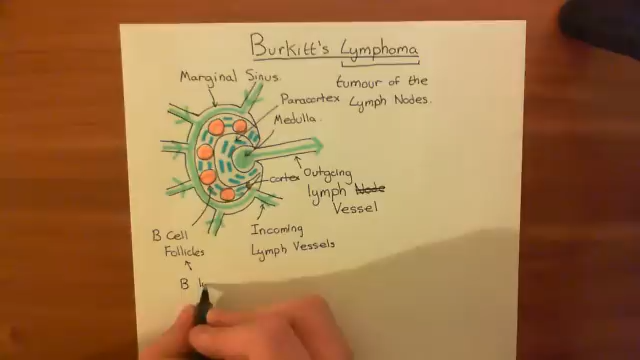 Burkitt's Lymphoma
Marginal Sinus.
tumour of the
Lymph Nodes.
Paracortex
Medulla.
cortex
Outgoing
lymph Node
Vessel
B Cell
Follicles
Incoming
Lymph Vessels
B ly